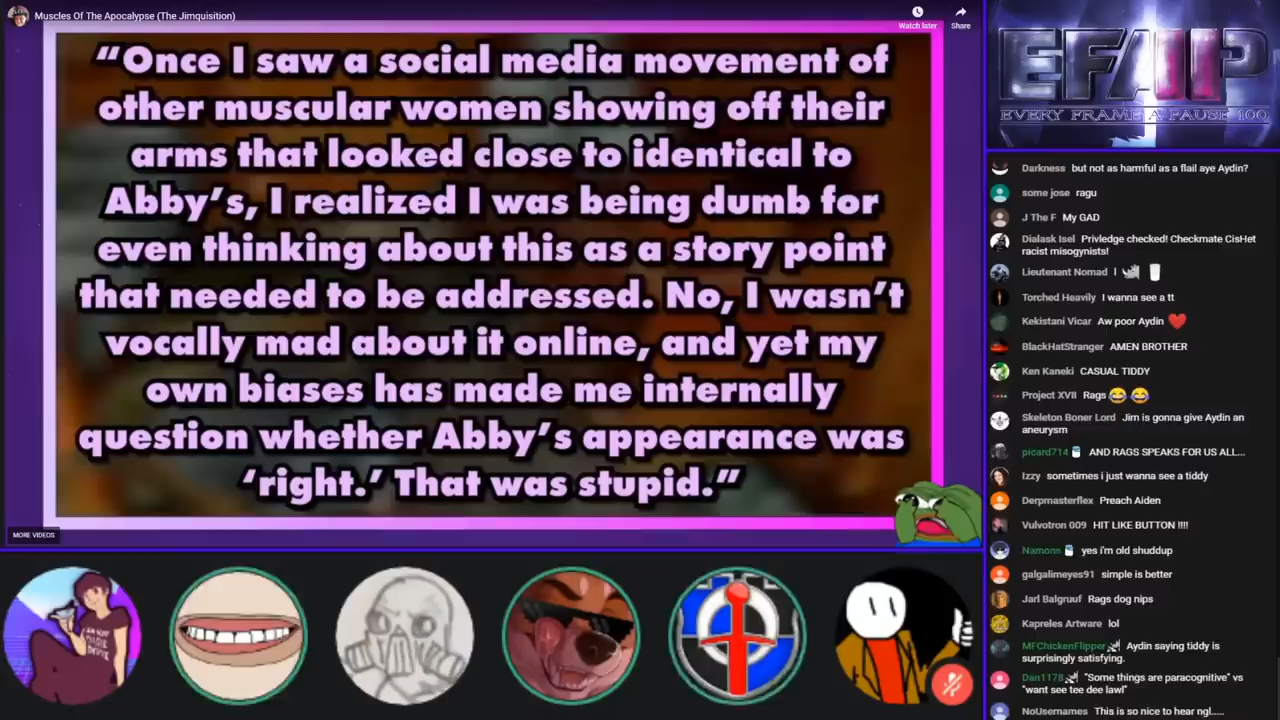 Muscles Of The Apocalypse (The Jimquisition)
Watch later
Share
“Once I saw a social media movement of
other muscular women showing off their
arms that looked close to identical to
Abby’s, I realized I was being dumb for
even thinking about this as a story point
that needed to be addressed. No, I wasn’t
vocally mad about it online, and yet my
own biases has made me internally
question whether Abby’s appearance was
‘right.’ That was stupid.”
MORE VIDEOS
EFAP
EVERY FRAME A PAUSE 100
Darkness but not as harmful as a flail aye Aydin?
some jose ragu
J The F My GAD
Dialask Isel Privledge checked! Checkmate CisHet
racist misogynists!
Lieutenant Nomad I
Torched Heavily I wanna see a tt
Kekistani Vicar Aw poor Aydin ❤️
BlackHatStranger AMEN BROTHER
Ken Kaneki CASUAL TIDDY
Project XVII Rags😂😂
Skeleton Boner Lord Jim is gonna give Aydin an
aneurysm
picard714 AND RAGS SPEAKS FOR US ALL...
Izzy sometimes i just wanna see a tiddy
Derpmasterflex Preach Aiden
Vulvotron 009 HIT LIKE BUTTON !!!!
Namons yes i'm old shuddup
galgalimeyes91 simple is better
Jarl Balgruuf Rags dog nips
Kapreles Artware lol
MFChickenFlipper Aydin saying tiddy is
surprisingly satisfying.
Dan1178 "Some things are paracognitive" vs
"want see tee dee lawl"
NoUsernames This is so nice to hear ngl.....